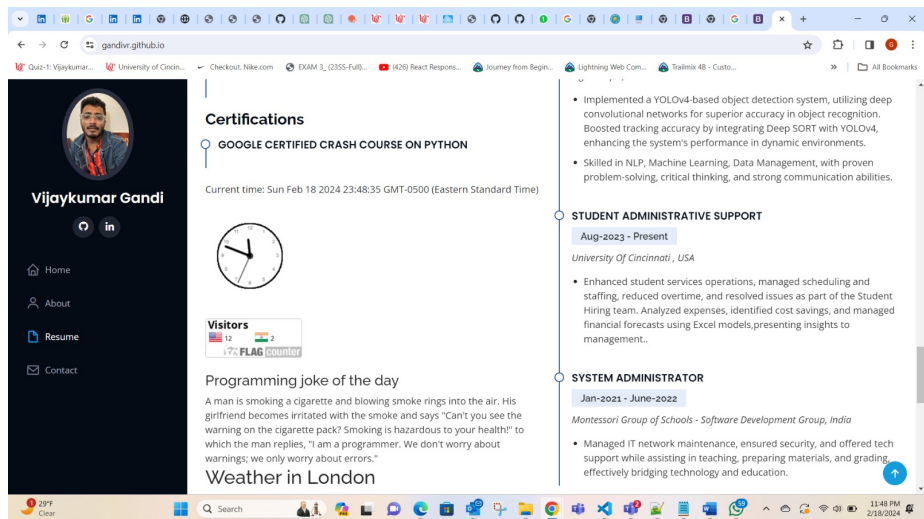 gandivr.github.io
Quiz-1: Vijaykumar...
University of Cincin...
Checkout. Nike.com
EXAM 3_ (23SS-Full)...
(426) React Respons...
Journey from Begin...
Lightning Web Com...
Trailmix 4B - Custo...
All Bookmarks
Vijaykumar Gandi
Home
About
Resume
Contact
Certifications
GOOGLE CERTIFIED CRASH COURSE ON PYTHON
Current time: Sun Feb 18 2024 23:48:35 GMT-0500 (Eastern Standard Time)
Visitors
12 2
FLAG counter
Programming joke of the day
A man is smoking a cigarette and blowing smoke rings into the air. His
girlfriend becomes irritated with the smoke and says "Can't you see the
warning on the cigarette pack? Smoking is hazardous to your health!" to
which the man replies, "I am a programmer. We don't worry about
warnings; we only worry about errors."
Weather in London
• Implemented a YOLOv4-based object detection system, utilizing deep
convolutional networks for superior accuracy in object recognition.
Boosted tracking accuracy by integrating Deep SORT with YOLOv4,
enhancing the system's performance in dynamic environments.
• Skilled in NLP, Machine Learning, Data Management, with proven
problem-solving, critical thinking, and strong communication abilities.
STUDENT ADMINISTRATIVE SUPPORT
Aug-2023 - Present
University Of Cincinnati , USA
• Enhanced student services operations, managed scheduling and
staffing, reduced overtime, and resolved issues as part of the Student
Hiring team. Analyzed expenses, identified cost savings, and managed
financial forecasts using Excel models,presenting insights to
management..
SYSTEM ADMINISTRATOR
Jan-2021 - June-2022
Montessori Group of Schools - Software Development Group, India
• Managed IT network maintenance, ensured security, and offered tech
support while assisting in teaching, preparing materials, and grading,
effectively bridging technology and education.
29°F
Clear
Search
11:48 PM
2/18/2024